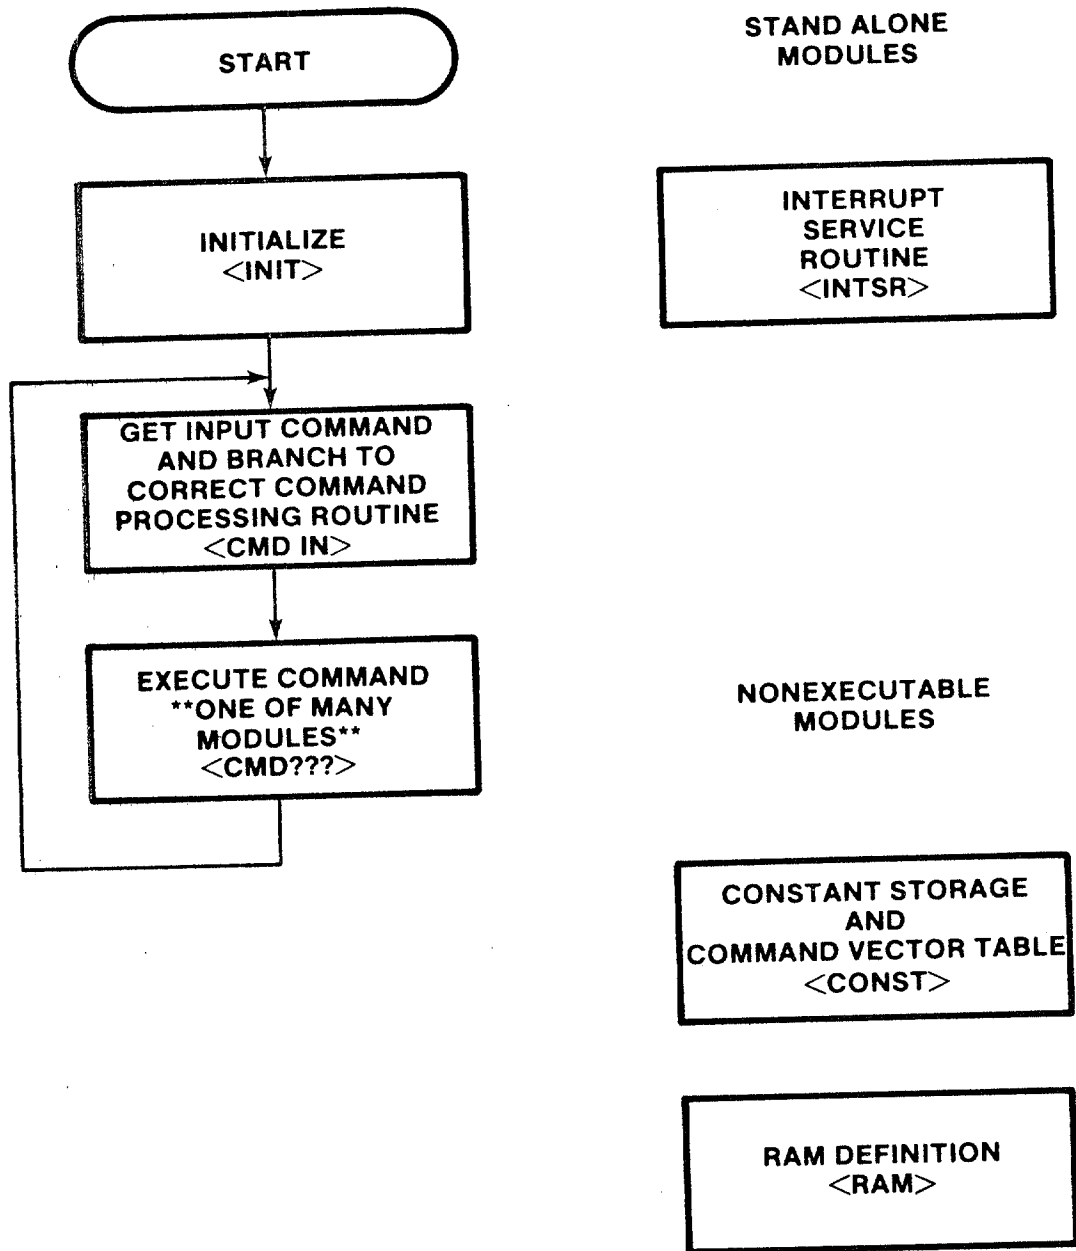 START
INITIALIZE
<INIT>
GET INPUT COMMAND
AND BRANCH TO
CORRECT COMMAND
PROCESSING ROUTINE
<CMD IN>
EXECUTE COMMAND
**ONE OF MANY
MODULES**
<CMD???>
STAND ALONE
MODULES
INTERRUPT
SERVICE
ROUTINE
<INTSR>
NONEXECUTABLE
MODULES
CONSTANT STORAGE
AND
COMMAND VECTOR TABLE
<CONST>
RAM DEFINITION
<RAM>